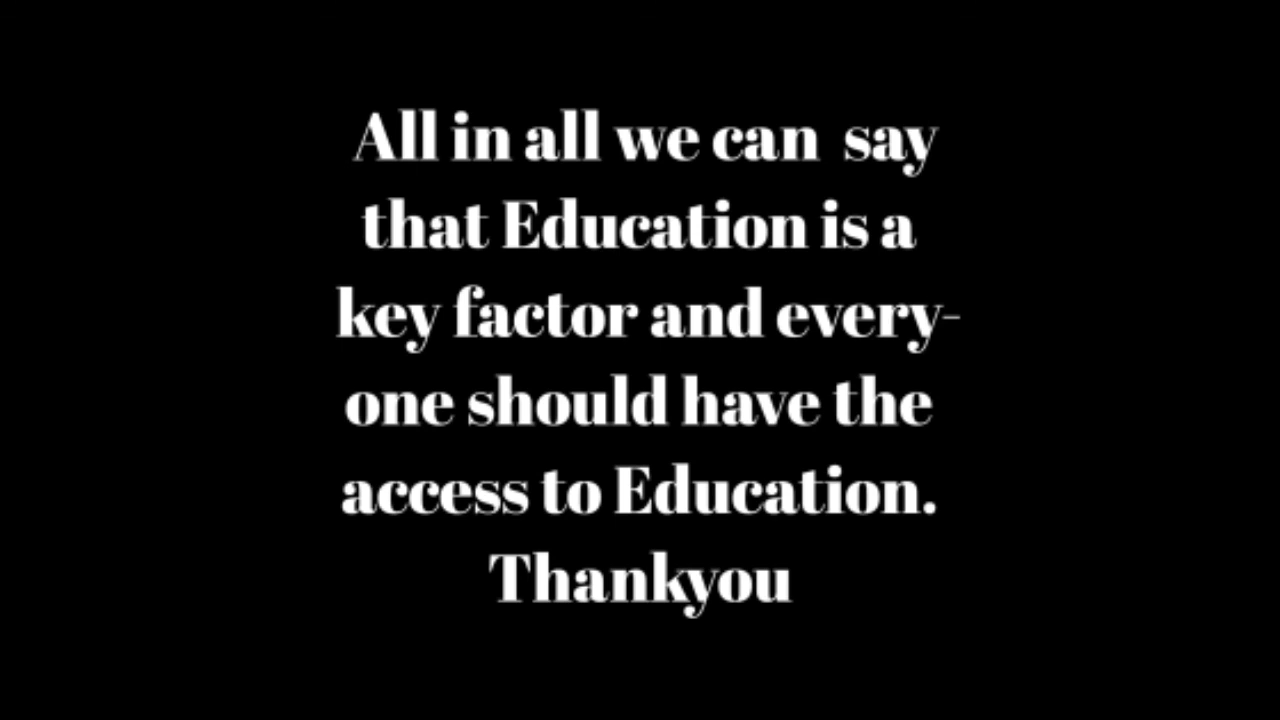 All in all we can  say
that Education is a
key factor and every-
one should have the
access to Education.
Thankyou